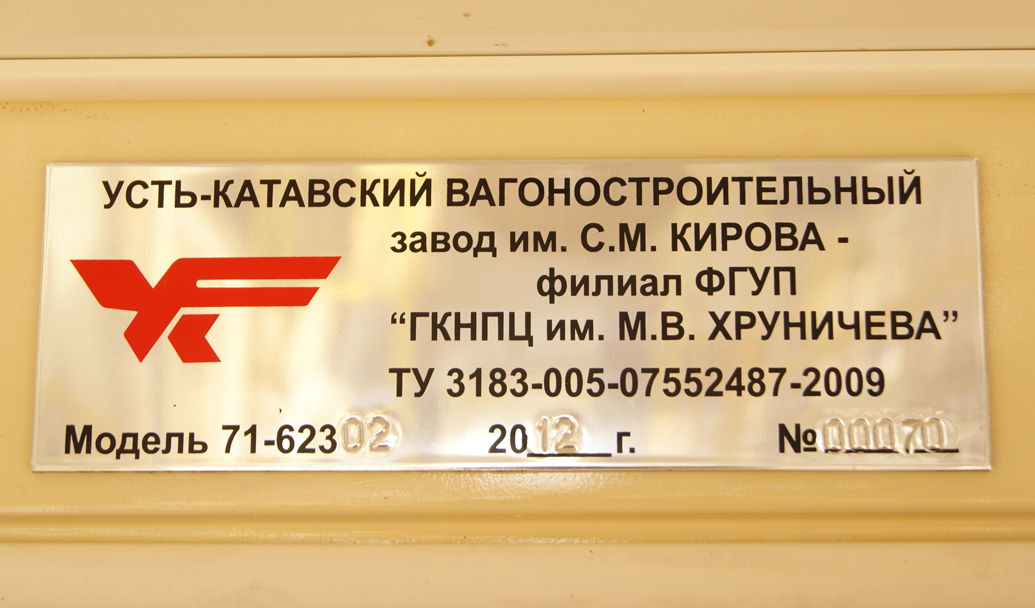 УСТЬ-КАТАВСКИЙ ВАГОНОСТРОИТЕЛЬНЫЙ
завод им. С.М. КИРОВА -
филиал ФГУП
“ГКНПЦ им. М.В. ХРУНИЧЕВА”
ТУ 3183-005-07552487-2009
Модель 71-62302 2012 г. №00070